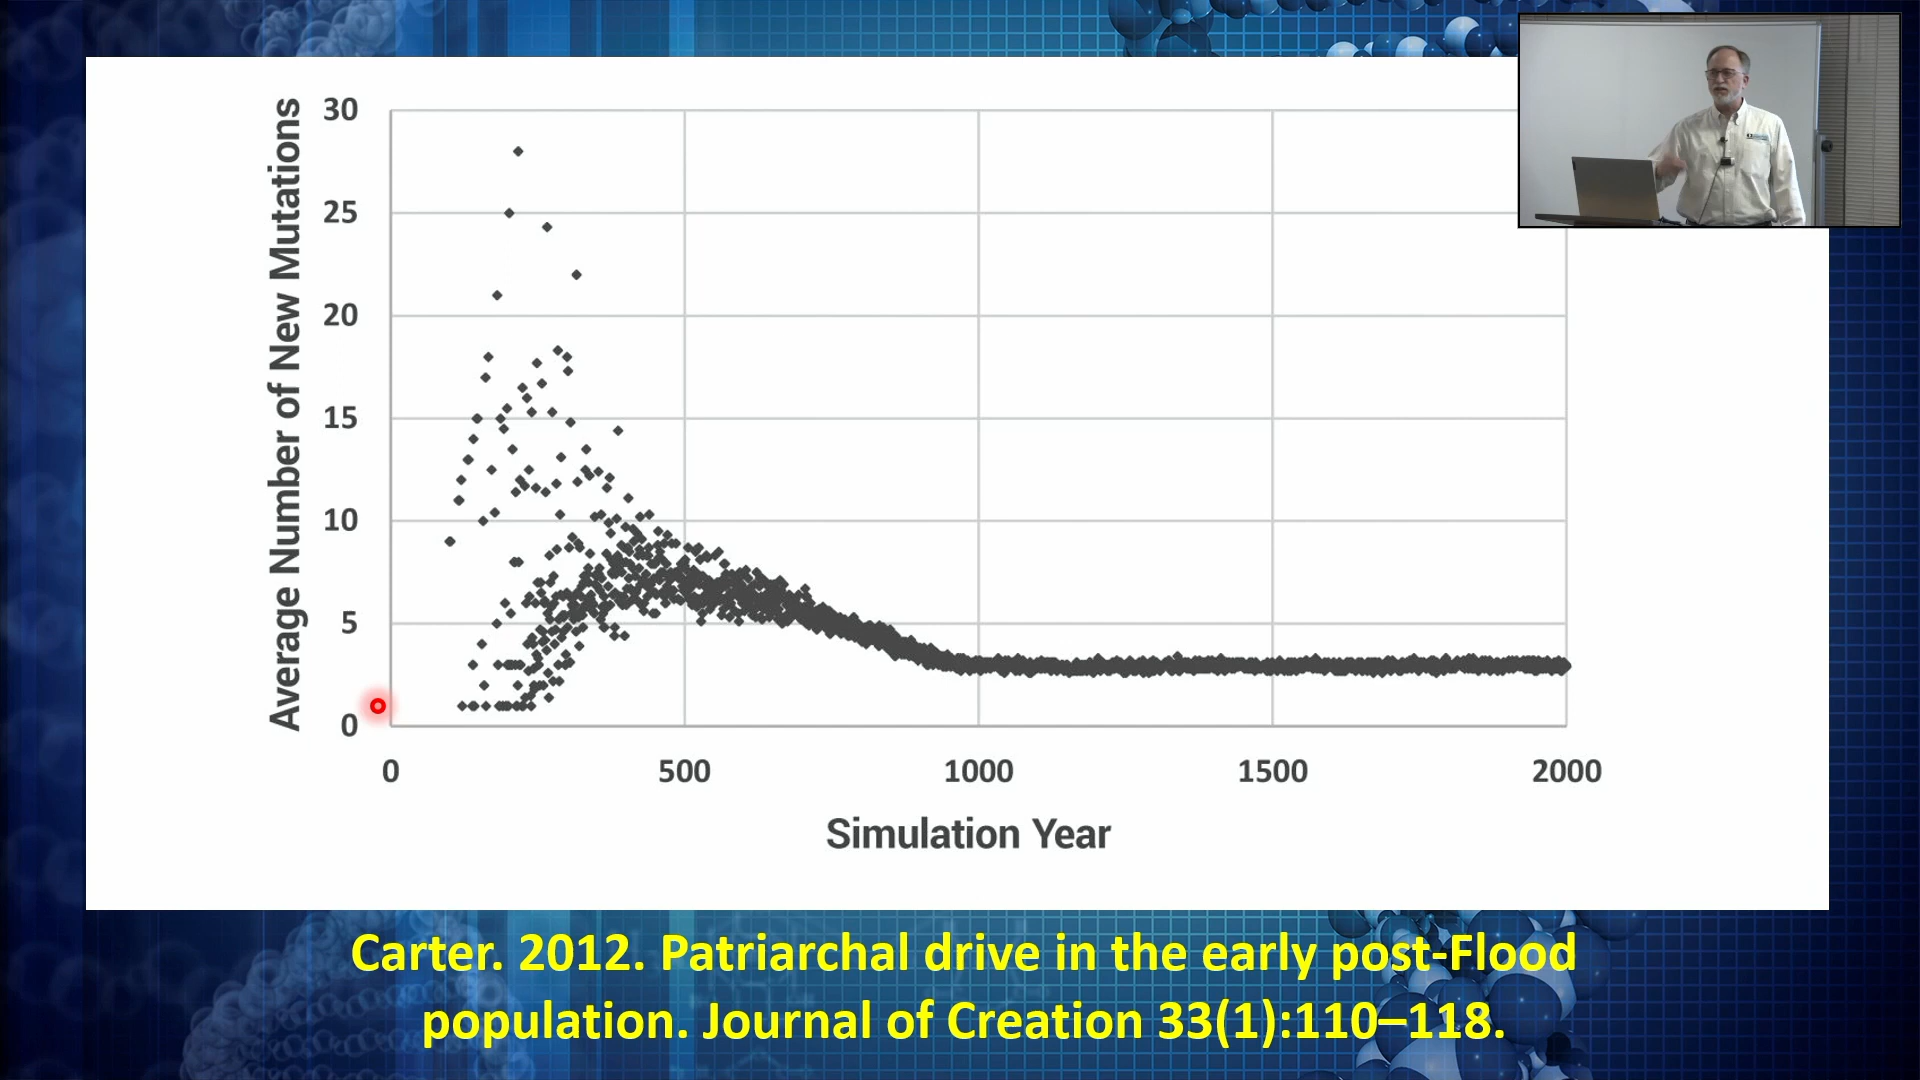 Average Number of New Mutations
30
25
20
15
10
5
0
0 500 1000 1500 2000
Simulation Year
Carter. 2012. Patriarchal drive in the early post-Flood
population. Journal of Creation 33(1):110–118.